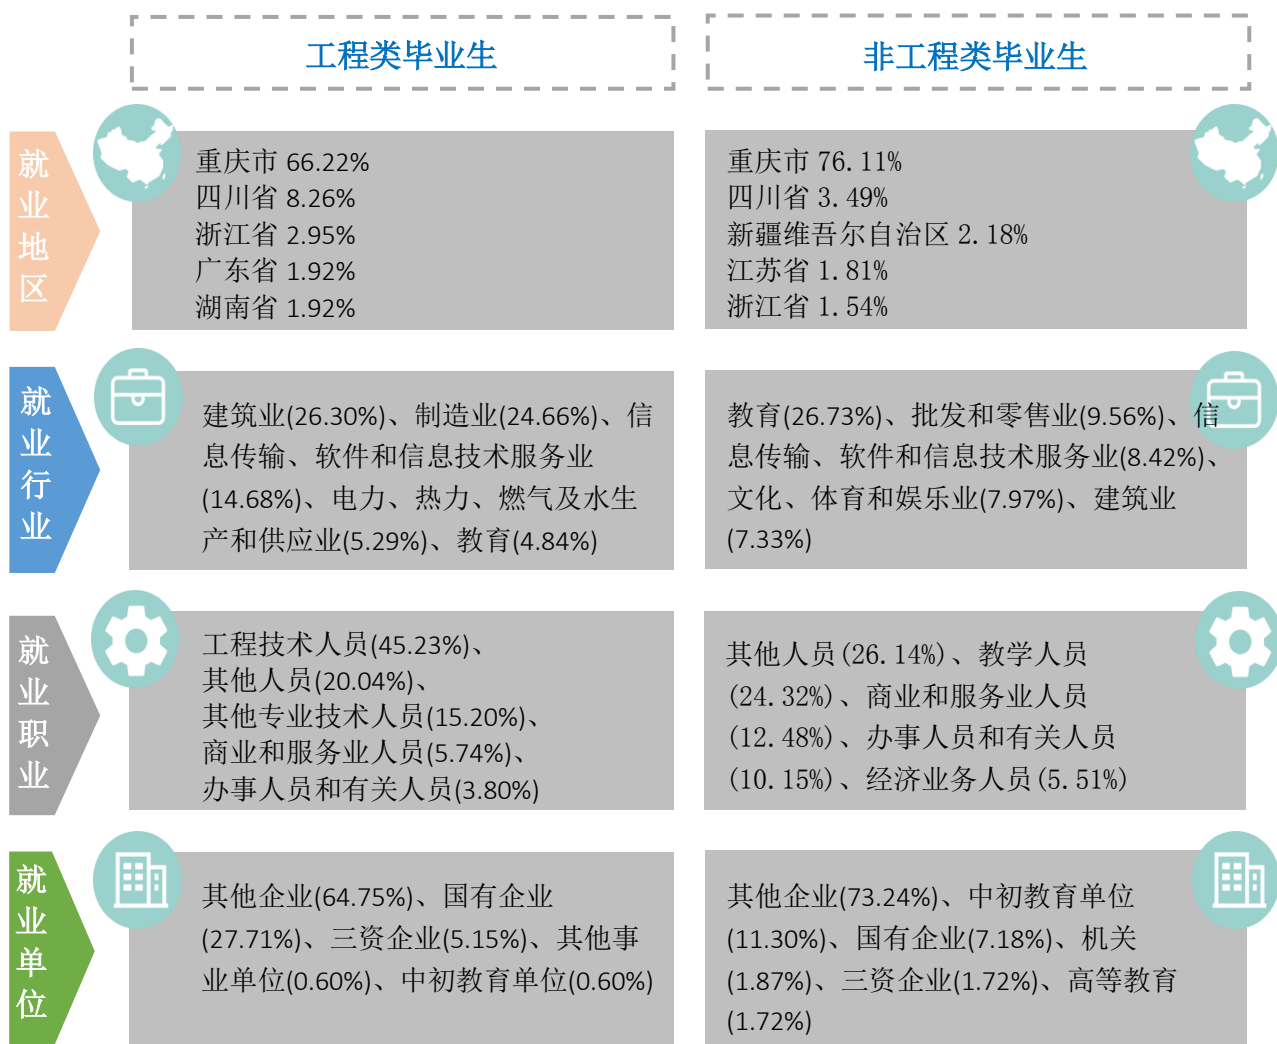 工程类毕业生
非工程类毕业生
就业地区
重庆市 66.22%
四川省 8.26%
浙江省 2.95%
广东省 1.92%
湖南省 1.92%
重庆市 76.11%
四川省 3.49%
新疆维吾尔自治区 2.18%
江苏省 1.81%
浙江省 1.54%
就业行业
建筑业(26.30%)、制造业(24.66%)、信
息传输、软件和信息技术服务业
(14.68%)、电力、热力、燃气及水生
产和供应业(5.29%)、教育(4.84%)
教育(26.73%)、批发和零售业(9.56%)、信
息传输、软件和信息技术服务业(8.42%)、
文化、体育和娱乐业(7.97%)、建筑业
(7.33%)
就业职业
工程技术人员(45.23%)、
其他人员(20.04%)、
其他专业技术人员(15.20%)、
商业和服务业人员(5.74%)、
办事人员和有关人员(3.80%)
其他人员(26.14%)、教学人员
(24.32%)、商业和服务业人员
(12.48%)、办事人员和有关人员
(10.15%)、经济业务人员(5.51%)
就业单位
其他企业(64.75%)、国有企业
(27.71%)、三资企业(5.15%)、其他事
业单位(0.60%)、中初教育单位(0.60%)
其他企业(73.24%)、中初教育单位
(11.30%)、国有企业(7.18%)、机关
(1.87%)、三资企业(1.72%)、高等教育
(1.72%)